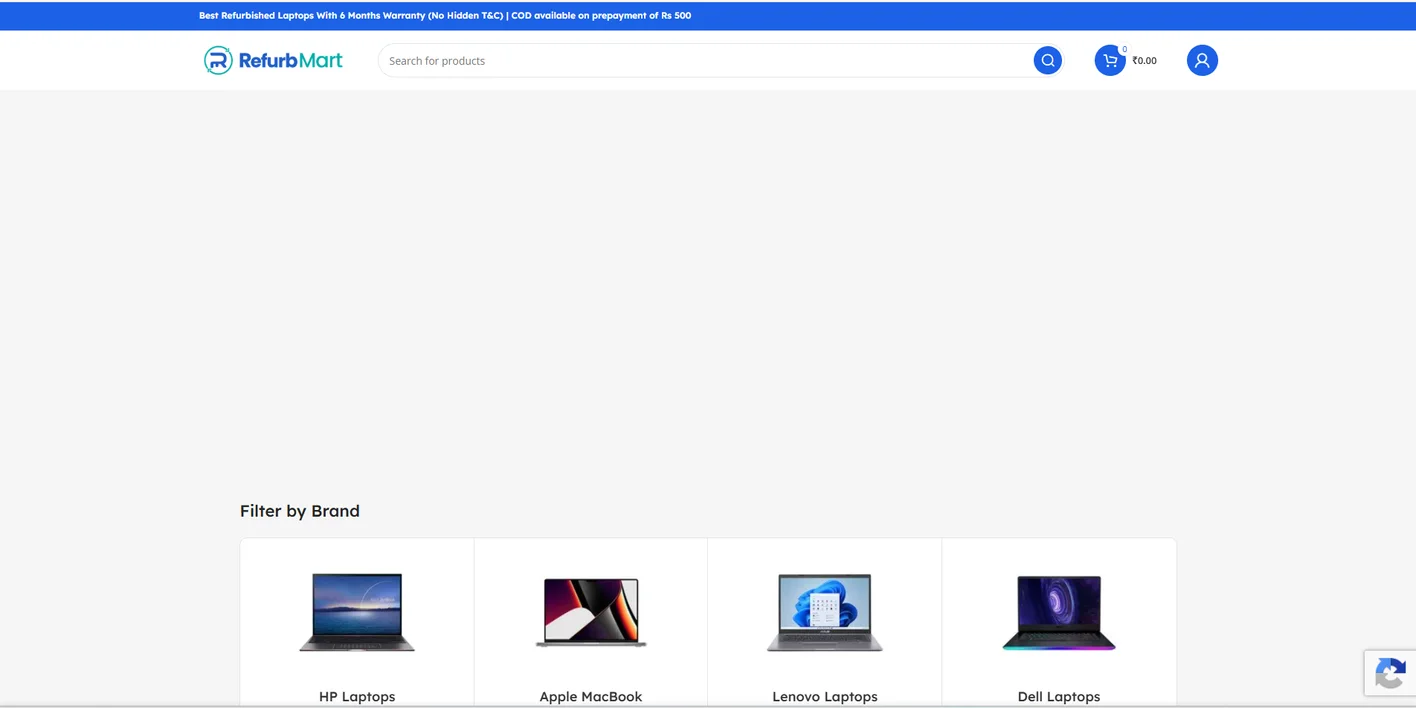 Best Refurbished Laptops With 6 Months Warranty (No Hidden T&C) | COD available on prepayment of Rs 500
RefurbMart
Search for products
0
₹0.00
Filter by Brand
HP Laptops
Apple MacBook
Lenovo Laptops
Dell Laptops